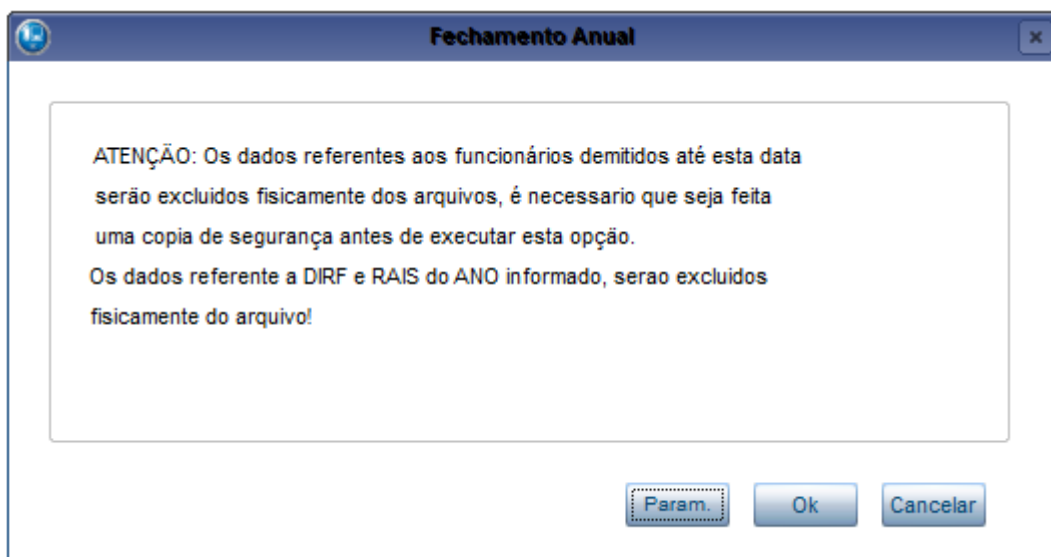 Fechamento Anual
ATENÇÃO: Os dados referentes aos funcionários demitidos até esta data
serão excluidos fisicamente dos arquivos, é necessario que seja feita
uma copia de segurança antes de executar esta opção.
Os dados referente a DIRF e RAIS do ANO informado, serao excluidos
fisicamente do arquivo!
Param. Ok Cancelar